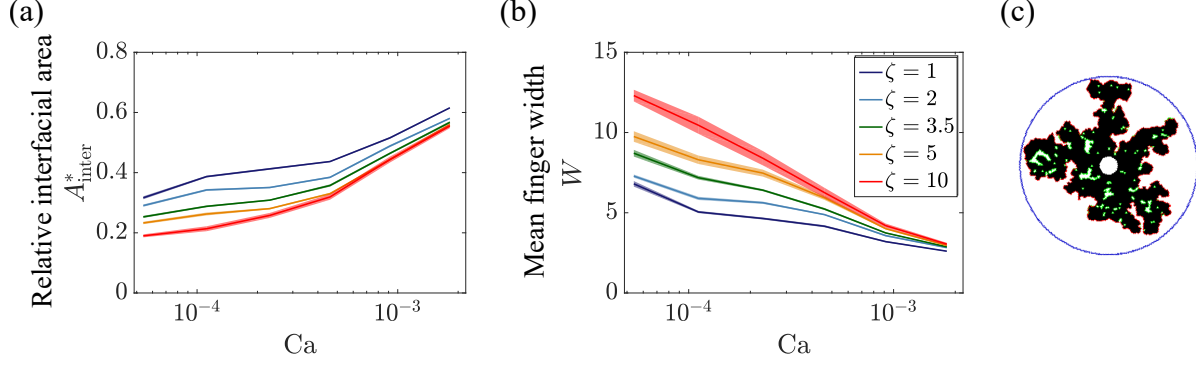 (a)
Relative interfacial area
A*inter
0.8
0.6
0.4
0.2
0
10⁻⁴
10⁻³
Ca
(b)
Mean finger width
W
15
10
5
0
10⁻⁴
10⁻³
Ca
ζ = 1
ζ = 2
ζ = 3.5
ζ = 5
ζ = 10
(c)